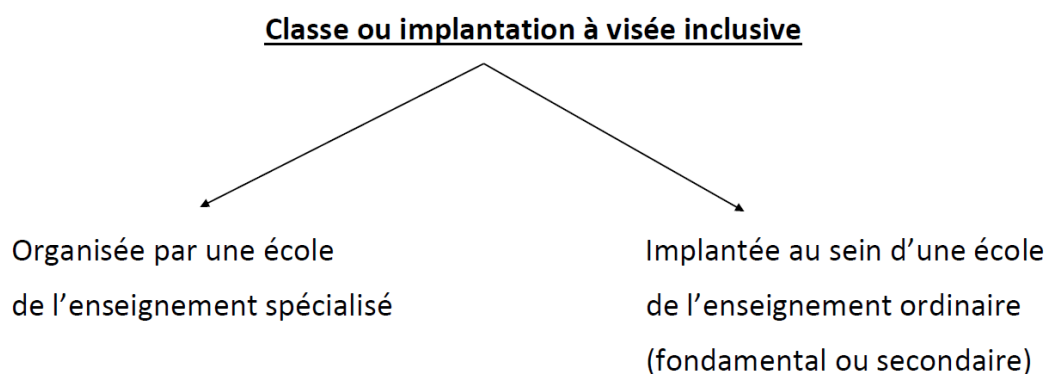 Classe ou implantation à visée inclusive
Organisée par une école
de l’enseignement spécialisé
Implantée au sein d’une école
de l’enseignement ordinaire
(fondamental ou secondaire)